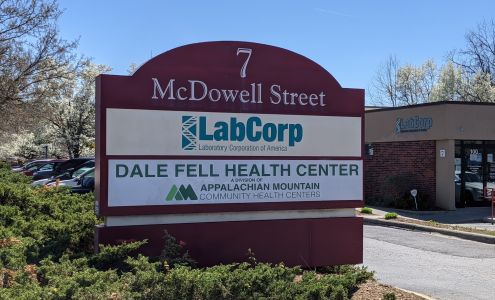 7
McDowell Street
LabCorp
Laboratory Corporation of America
DALE FELL HEALTH CENTER
A DIVISION OF
APPALACHIAN MOUNTAIN
COMMUNITY HEALTH CENTERS
LabCorp
100